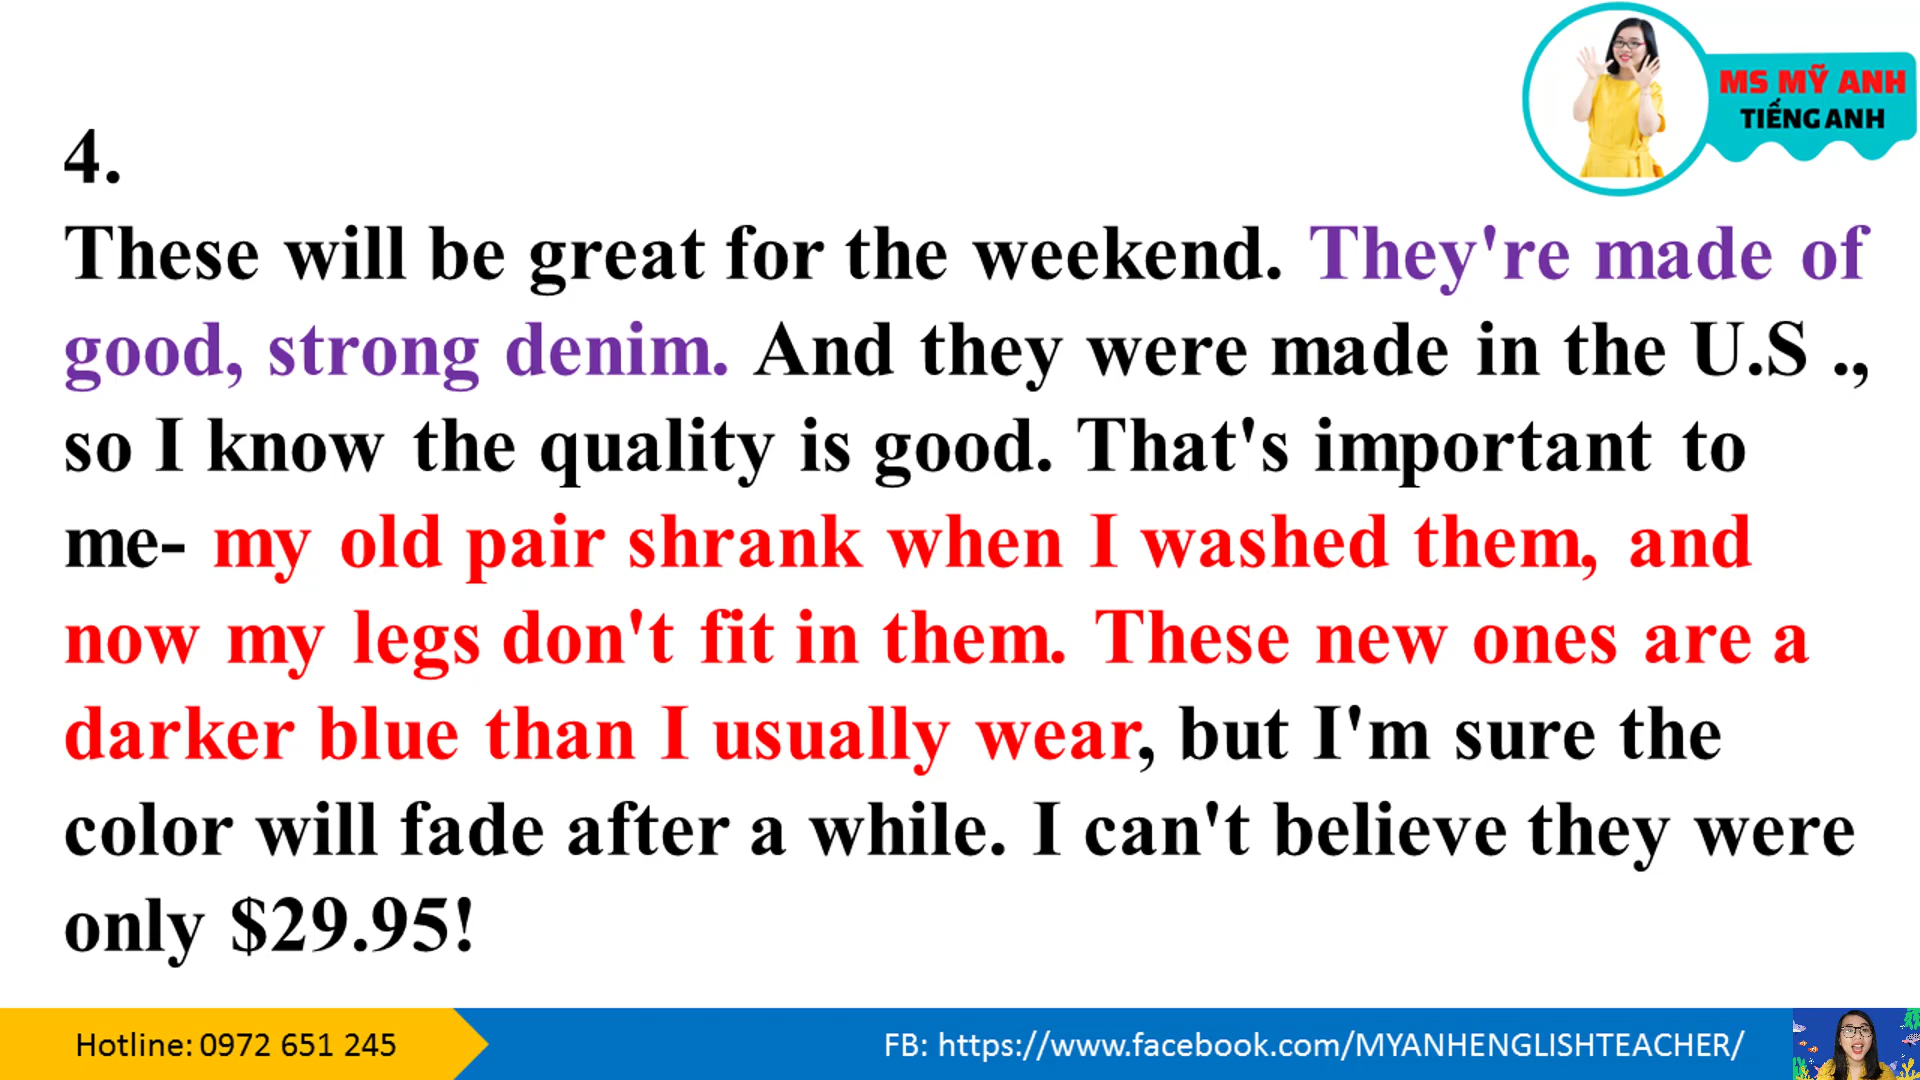 MS MỸ ANH
TIẾNG ANH
4.
These will be great for the weekend. They're made of
good, strong denim. And they were made in the U.S .,
so I know the quality is good. That's important to
me- my old pair shrank when I washed them, and
now my legs don't fit in them. These new ones are a
darker blue than I usually wear, but I'm sure the
color will fade after a while. I can't believe they were
only $29.95!
Hotline: 0972 651 245
FB: https://www.facebook.com/MYANHENGLISHTEACHER/